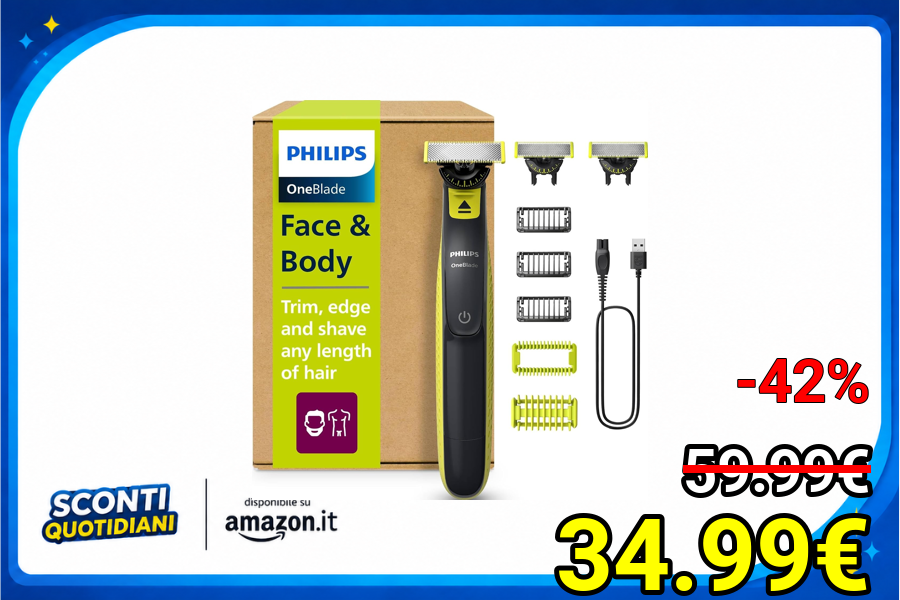 PHILIPS
OneBlade
Face &
Body
Trim, edge
and shave
any length
of hair
PHILIPS
OneBlade
-42%
59.99€
34.99€
SCONTI
QUOTIDIANI
disponibile su
amazon.it